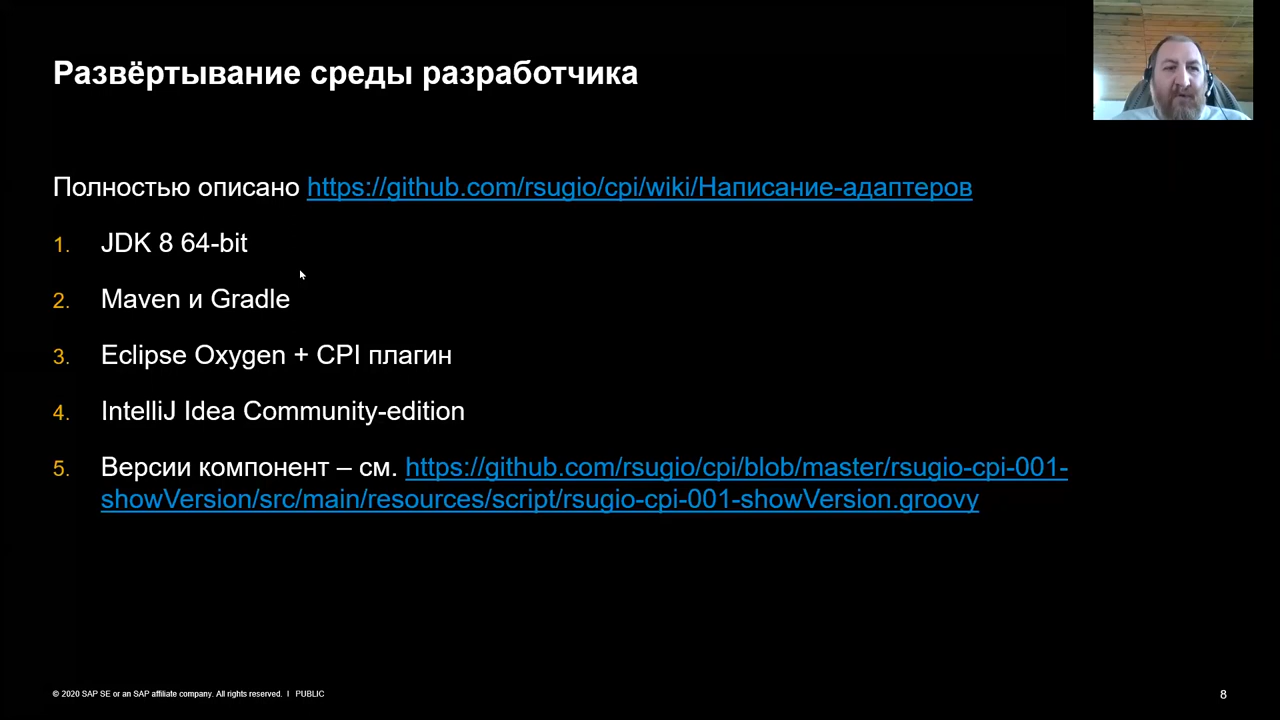 Развёртывание среды разработчика
Полностью описано https://github.com/rsugio/cpi/wiki/Написание-адаптеров
1. JDK 8 64-bit
2. Maven и Gradle
3. Eclipse Oxygen + CPI плагин
4. IntelliJ Idea Community-edition
5. Версии компонент – см. https://github.com/rsugio/cpi/blob/master/rsugio-cpi-001-
showVersion/src/main/resources/script/rsugio-cpi-001-showVersion.groovy
© 2020 SAP SE or an SAP affiliate company. All rights reserved. I PUBLIC
8